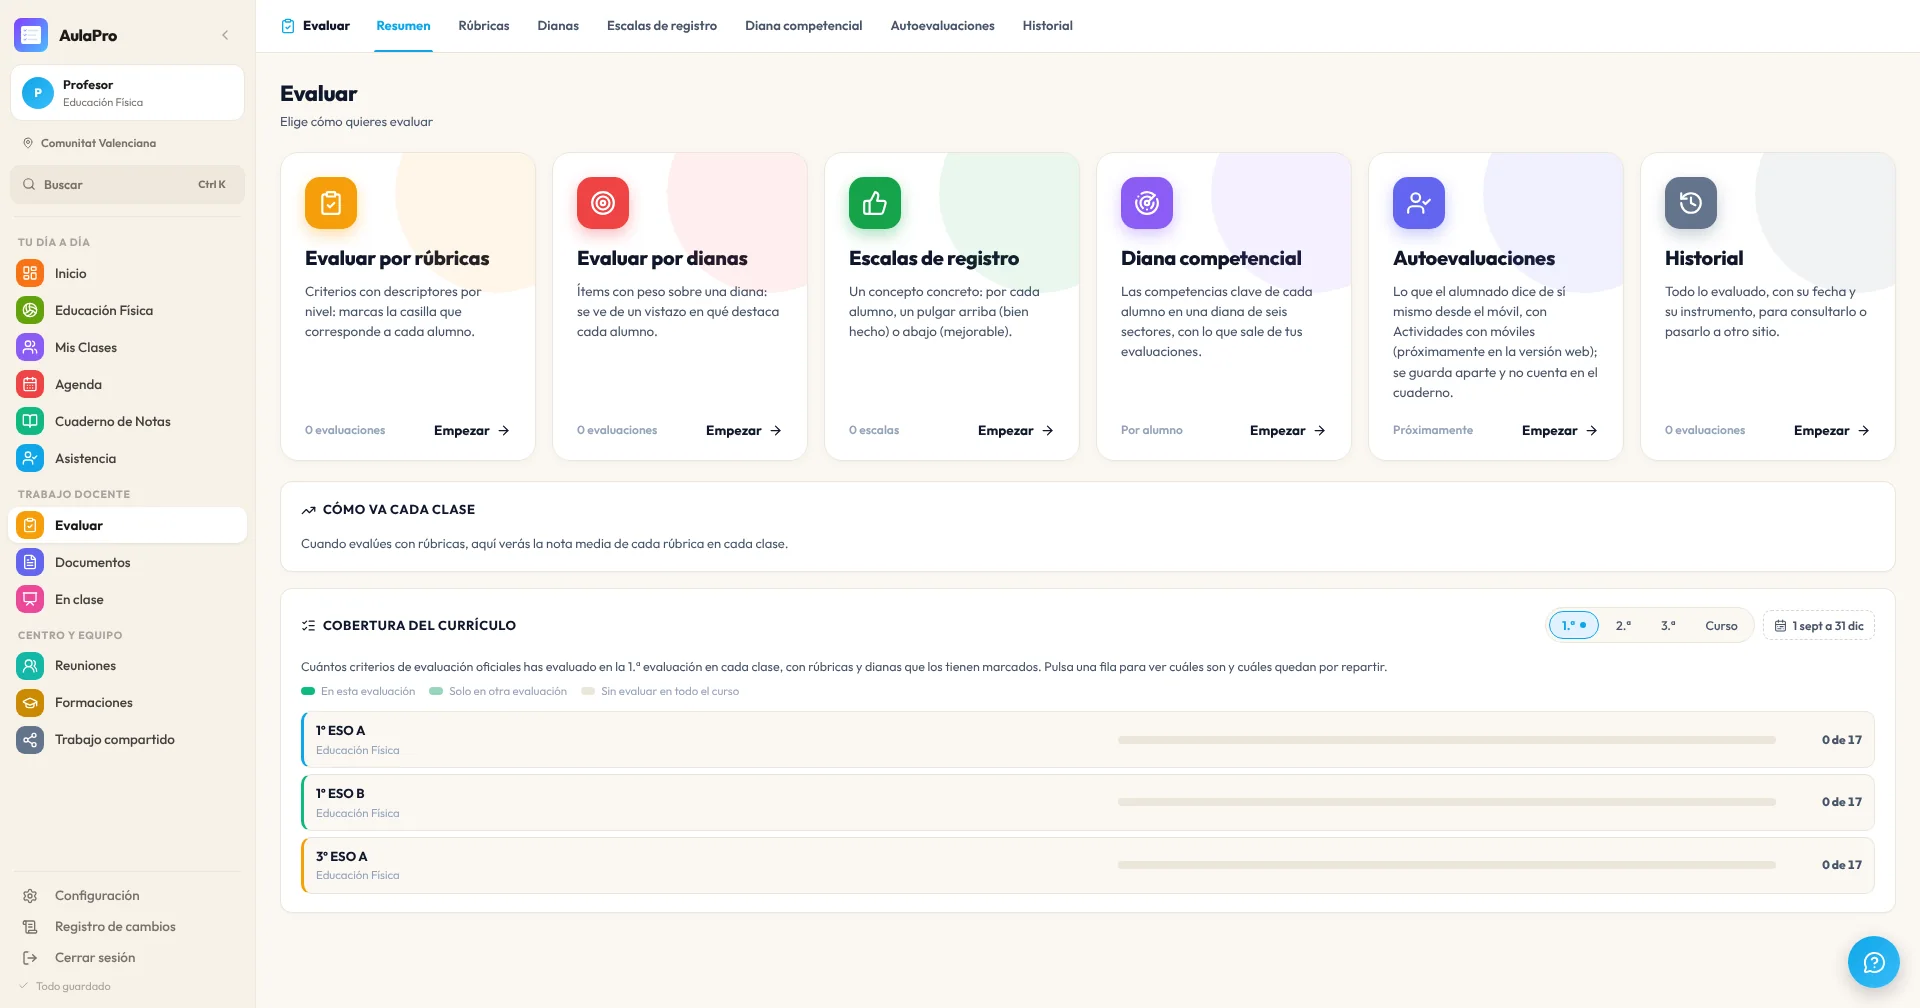 AulaPro
P
Profesor
Educación Física
Comunitat Valenciana
Buscar
Ctrl K
TU DÍA A DÍA
Inicio
Educación Física
Mis Clases
Agenda
Cuaderno de Notas
Asistencia
TRABAJO DOCENTE
Evaluar
Documentos
En clase
CENTRO Y EQUIPO
Reuniones
Formaciones
Trabajo compartido
Configuración
Registro de cambios
Cerrar sesión
Todo guardado
Evaluar
Resumen
Rúbricas
Dianas
Escalas de registro
Diana competencial
Autoevaluaciones
Historial
Evaluar
Elige cómo quieres evaluar
Evaluar por rúbricas
Criterios con descriptores por
nivel: marcas la casilla que
corresponde a cada alumno.
0 evaluaciones
Empezar
Evaluar por dianas
Ítems con peso sobre una diana:
se ve de un vistazo en qué destaca
cada alumno.
0 evaluaciones
Empezar
Escalas de registro
Un concepto concreto: por cada
alumno, un pulgar arriba (bien
hecho) o abajo (mejorable).
0 escalas
Empezar
Diana competencial
Las competencias clave de cada
alumno en una diana de seis
sectores, con lo que sale de tus
evaluaciones.
Por alumno
Empezar
Autoevaluaciones
Lo que el alumnado dice de sí
mismo desde el móvil, con
Actividades con móviles
(próximamente en la versión web);
se guarda aparte y no cuenta en el
cuaderno.
Próximamente
Empezar
Historial
Todo lo evaluado, con su fecha y
su instrumento, para consultarlo o
pasarlo a otro sitio.
0 evaluaciones
Empezar
CÓMO VA CADA CLASE
Cuando evalúes con rúbricas, aquí verás la nota media de cada rúbrica en cada clase.
COBERTURA DEL CURRÍCULO
1.ª
2.ª
3.ª
Curso
1 sept a 31 dic
Cuántos criterios de evaluación oficiales has evaluado en la 1.ª evaluación en cada clase, con rúbricas y dianas que los tienen marcados. Pulsa una fila para ver cuáles son y cuáles quedan por repartir.
En esta evaluación
Solo en otra evaluación
Sin evaluar en todo el curso
1º ESO A
Educación Física
0 de 17
1º ESO B
Educación Física
0 de 17
3º ESO A
Educación Física
0 de 17